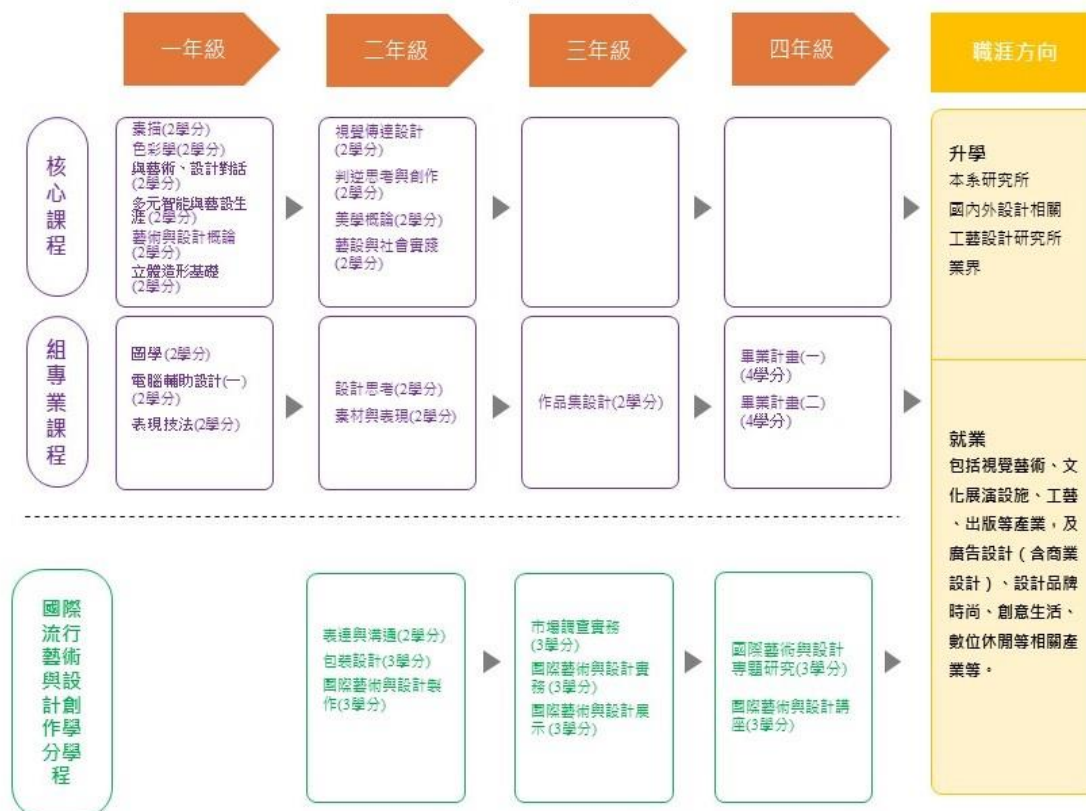 一年級
二年級
三年級
四年級
職涯方向
核心課程
素描(2學分)
色彩學(2學分)
與藝術、設計對話
(2學分)
多元智能與藝設生
涯(2學分)
藝術與設計概論
(2學分)
立體造形基礎
(2學分)
視覺傳達設計
(2學分)
判逆思考與創作
(2學分)
美學概論(2學分)
藝設與社會實踐
(2學分)
組專業課程
圖學(2學分)
電腦輔助設計(一)
(2學分)
表現技法(2學分)
設計思考(2學分)
素材與表現(2學分)
作品集設計(2學分)
畢業計畫(一)
(4學分)
畢業計畫(二)
(4學分)
國際
流行
藝術
與設
計創
作學
分學
程
表達與溝通(2學分)
包裝設計(3學分)
國際藝術與設計製
作(3學分)
市場調查實務
(3學分)
國際藝術與設計實
務(3學分)
國際藝術與設計展
示(3學分)
國際藝術與設計
專題研究(3學分)
國際藝術與設計講
座(3學分)
升學
本系研究所
國內外設計相關
工藝設計研究所
業界
就業
包括視覺藝術、文
化展演設施、工藝
、出版等產業，及
廣告設計（含商業
設計）、設計品牌
時尚、創意生活、
數位休閒等相關產
業等。